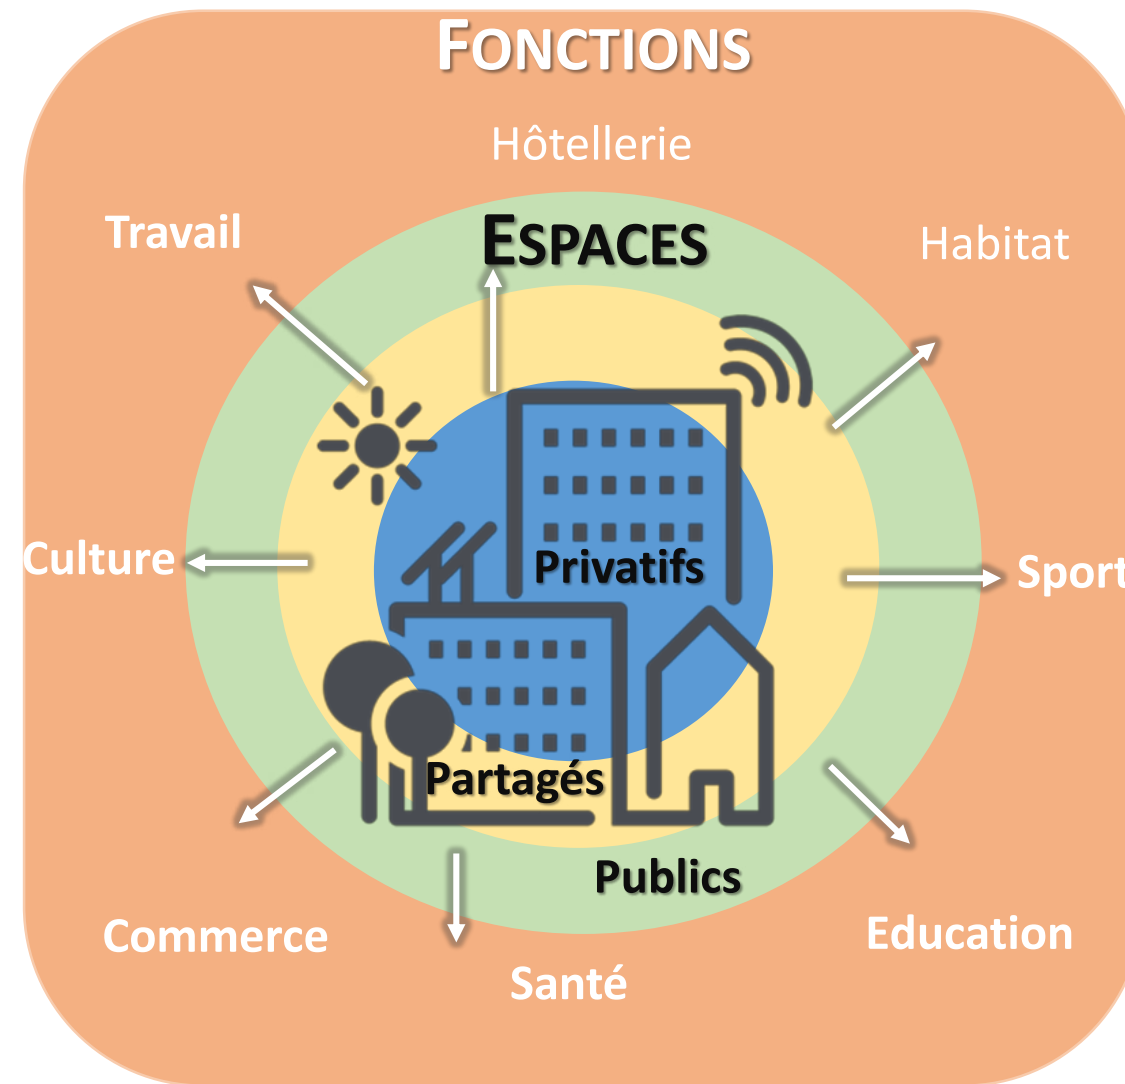 FONCTIONS
Hôtellerie
Travail
ESPACES
Habitat
Culture
Privatifs
Sport
Partagés
Publics
Commerce
Education
Santé